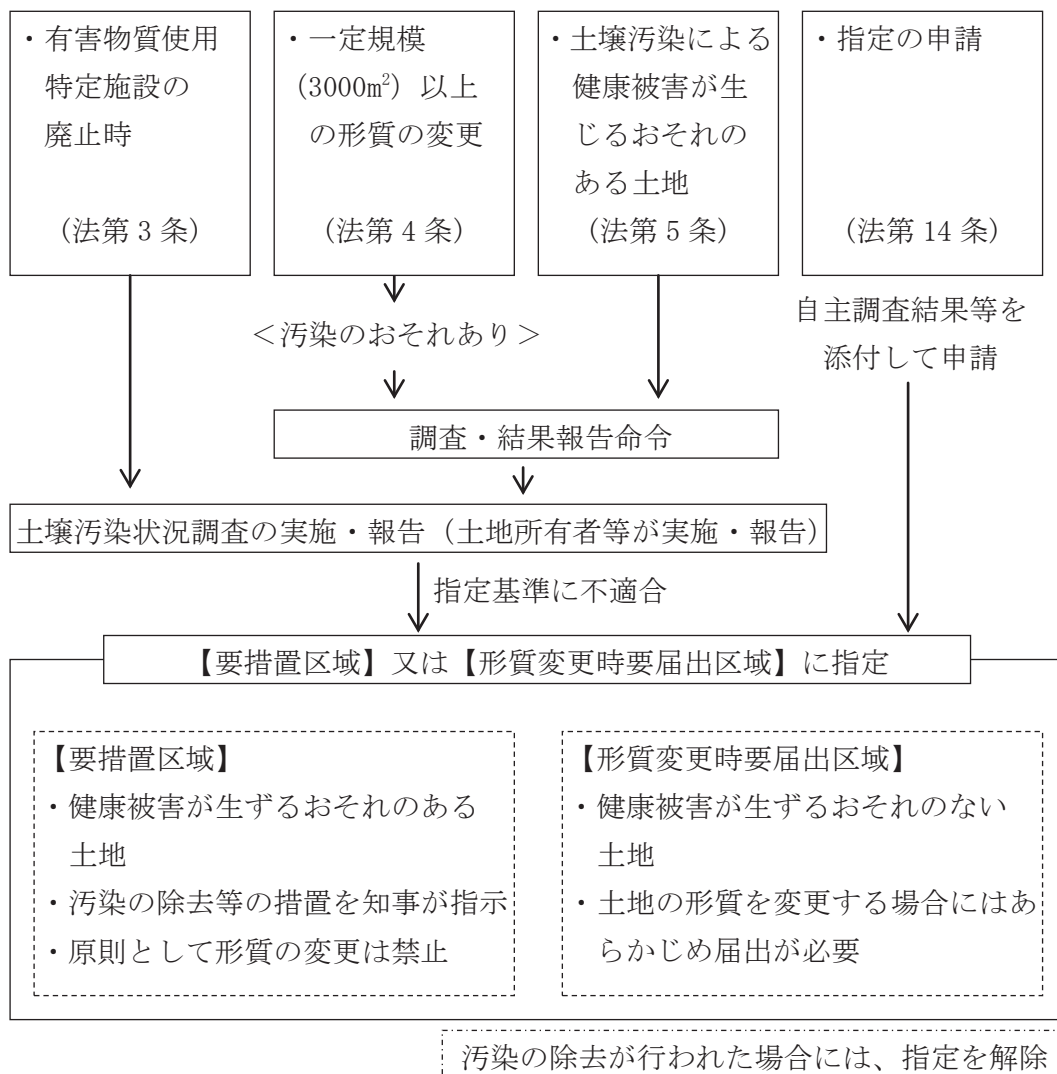 ・有害物質使用
特定施設の
廃止時
(法第 3 条)
・一定規模
(3000m²) 以上
の形質の変更
(法第 4 条)
・土壌汚染による
健康被害が生
じるおそれの
ある土地
(法第 5 条)
・指定の申請
(法第 14 条)
＜汚染のおそれあり＞
自主調査結果等を
添付して申請
調査・結果報告命令
土壌汚染状況調査の実施・報告（土地所有者等が実施・報告）
指定基準に不適合
【要措置区域】又は【形質変更時要届出区域】に指定
【要措置区域】
・健康被害が生ずるおそれのある
土地
・汚染の除去等の措置を知事が指示
・原則として形質の変更は禁止
【形質変更時要届出区域】
・健康被害が生ずるおそれのない
土地
・土地の形質を変更する場合にはあ
らかじめ届出が必要
汚染の除去が行われた場合には、指定を解除